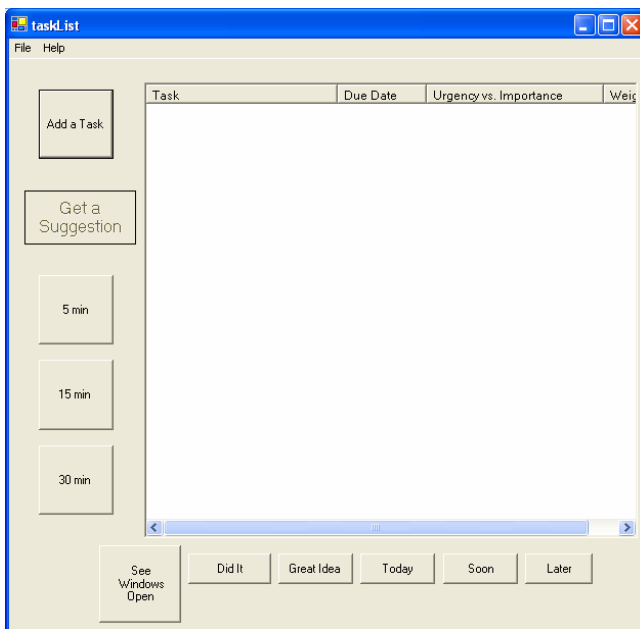 taskList
File Help
Task Due Date Urgency vs. Importance Weig
Add a Task
Get a
Suggestion
5 min
15 min
30 min
See
Windows
Open
Did It Great Idea Today Soon Later